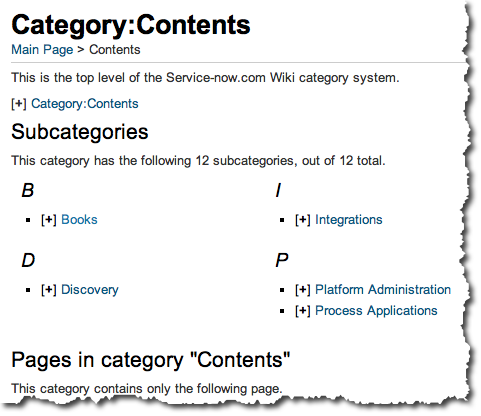 Category:Contents
Main Page > Contents
This is the top level of the Service-now.com Wiki category system.
[+] Category:Contents
Subcategories
This category has the following 12 subcategories, out of 12 total.
B
[+] Books
D
[+] Discovery
I
[+] Integrations
P
[+] Platform Administration
[+] Process Applications
Pages in category "Contents"
This category contains only the following page.